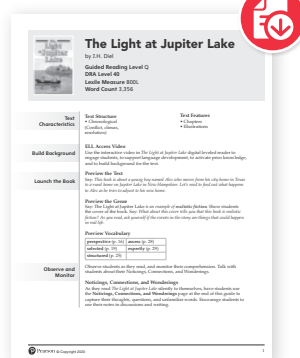 The Light at Jupiter Lake
by J.H. Diel
Guided Reading Level Q
DRA Level 40
Lexile Measure 800L
Word Count 3,356
Text
Characteristics
Text Structure
• Chronological
(Conflict, climax,
resolution)
Text Features
• Chapters
• Illustrations
Build Background
ELL Access Video
Use the interactive video in The Light at Jupiter Lake digital leveled reader to
engage students, to support language development, to activate prior knowledge,
and to build background for the text.
Launch the Book
Preview the Text
Say: This book is about a young boy named Alec who moves from his city home in Texas
to a rural home on Jupiter Lake in New Hampshire. Let's read to find out what happens
to Alec as he tries to adjust to his new home.
Preview the Genre
Say: The Light at Jupiter Lake is an example of realistic fiction. Show students
the cover of the book. Say: What about this cover tells you that this book is realistic
fiction? As you read, ask yourself if the events in the story are things that could happen
in real life.
Preview Vocabulary
perspective (p. 16) access (p. 28)
selected (p. 19) expertly (p. 29)
structured (p. 25)
Observe and
Monitor
Observe students as they read, and monitor their comprehension. Talk with
students about their Noticings, Connections, and Wonderings.
Noticings, Connections, and Wonderings
As they read The Light at Jupiter Lake silently to themselves, have students use
the Noticings, Connections, and Wonderings page at the end of this guide to
capture their thoughts, questions, and unfamiliar words. Encourage students to
use their notes in discussions and writing.
Pearson © Copyright 2020
1